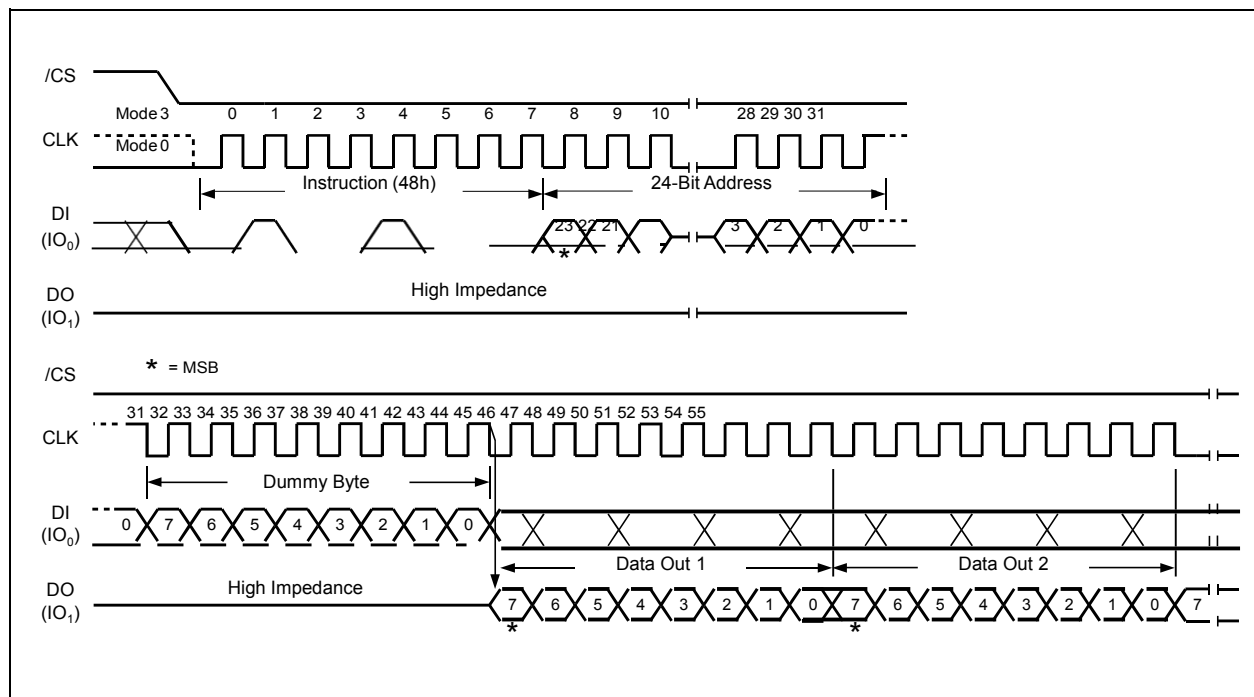 /CS
Mode 3 0 1 2 3 4 5 6 7 8 9 10 28 29 30 31
CLK
Mode 0
Instruction (48h) 24-Bit Address
DI
(IO0)
23 22 21 3 2 1 0
*
High Impedance
DO
(IO1)
* = MSB
/CS
31 32 33 34 35 36 37 38 39 40 41 42 43 44 45 46 47 48 49 50 51 52 53 54 55
CLK
Dummy Byte
DI
(IO0)
0 7 6 5 4 3 2 1 0
Data Out 1 Data Out 2
High Impedance
DO
(IO1)
7 6 5 4 3 2 1 0 7 6 5 4 3 2 1 0 7
* *